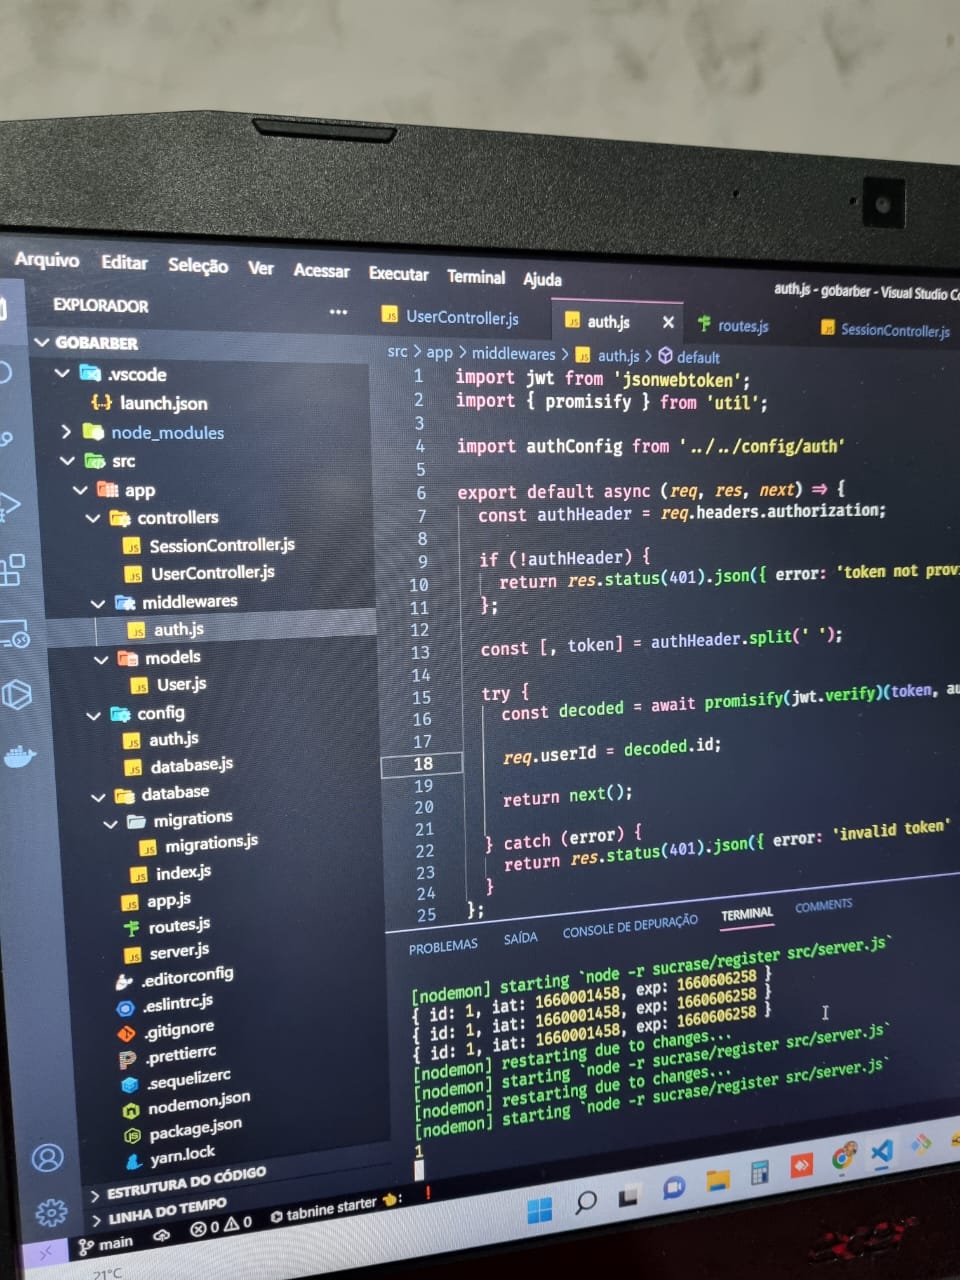 Arquivo Editar Seleção Ver Acessar Executar Terminal Ajuda
auth.js - gobarber - Visual Studio Co
EXPLORADOR
GOBARBER
.vscode
launch.json
node_modules
src
app
controllers
SessionController.js
UserController.js
middlewares
auth.js
models
User.js
config
auth.js
database.js
database
migrations
migrations.js
index.js
app.js
routes.js
server.js
.editorconfig
.eslintrc.js
.gitignore
.prettierrc
.sequelizerc
nodemon.json
package.json
yarn.lock
ESTRUTURA DO CÓDIGO
LINHA DO TEMPO
UserController.js auth.js routes.js SessionController.js
src > app > middlewares > auth.js > default
1 import jwt from 'jsonwebtoken';
2 import { promisify } from 'util';
3
4 import authConfig from '../../config/auth'
5
6 export default async (req, res, next) => {
7 const authHeader = req.headers.authorization;
8
9 if (!authHeader) {
10 return res.status(401).json({ error: 'token not provi
11 };
12
13 const [, token] = authHeader.split(' ');
14
15 try {
16 const decoded = await promisify(jwt.verify)(token, au
17
18 req.userId = decoded.id;
19
20 return next();
21
22 } catch (error) {
23 return res.status(401).json({ error: 'invalid token'
24 }
25 };
PROBLEMAS SAÍDA CONSOLE DE DEPURAÇÃO TERMINAL COMMENTS
[nodemon] starting `node -r sucrase/register src/server.js`
{ id: 1, iat: 1660001458, exp: 1660606258 }
{ id: 1, iat: 1660001458, exp: 1660606258 }
{ id: 1, iat: 1660001458, exp: 1660606258 }
[nodemon] restarting due to changes...
[nodemon] starting `node -r sucrase/register src/server.js`
[nodemon] restarting due to changes...
[nodemon] starting `node -r sucrase/register src/server.js`
1
main 0 0 tabnine starter :
21°C
acer